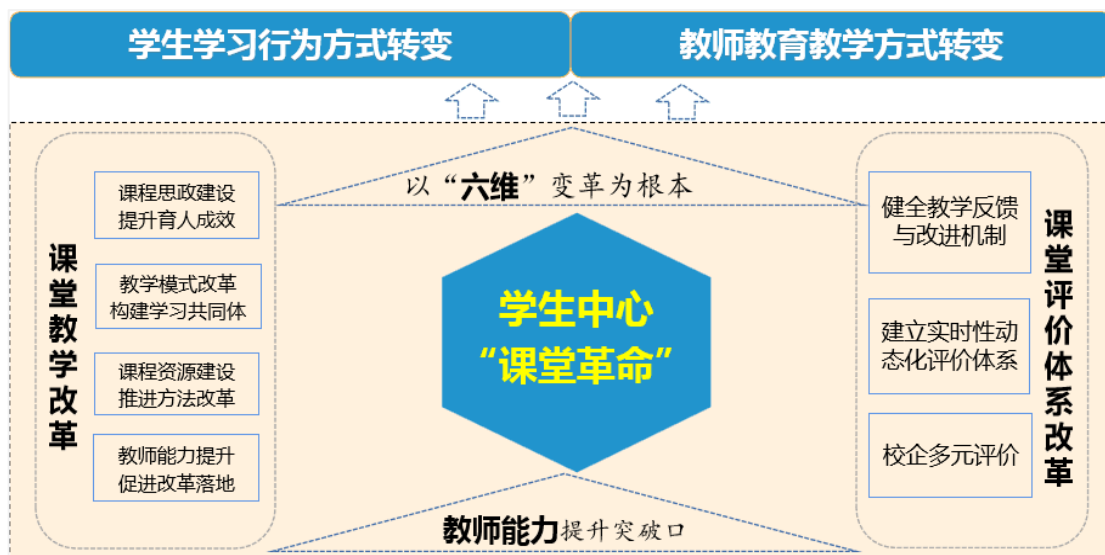 学生学习行为方式转变
教师教育教学方式转变
以“六维”变革为根本
课堂教学改革
课程思政建设
提升育人成效
教学模式改革
构建学习共同体
课程资源建设
推进方法改革
教师能力提升
促进改革落地
学生中心
“课堂革命”
健全教学反馈
与改进机制
建立实时性动
态化评价体系
校企多元评价
课堂评价体系改革
教师能力提升突破口